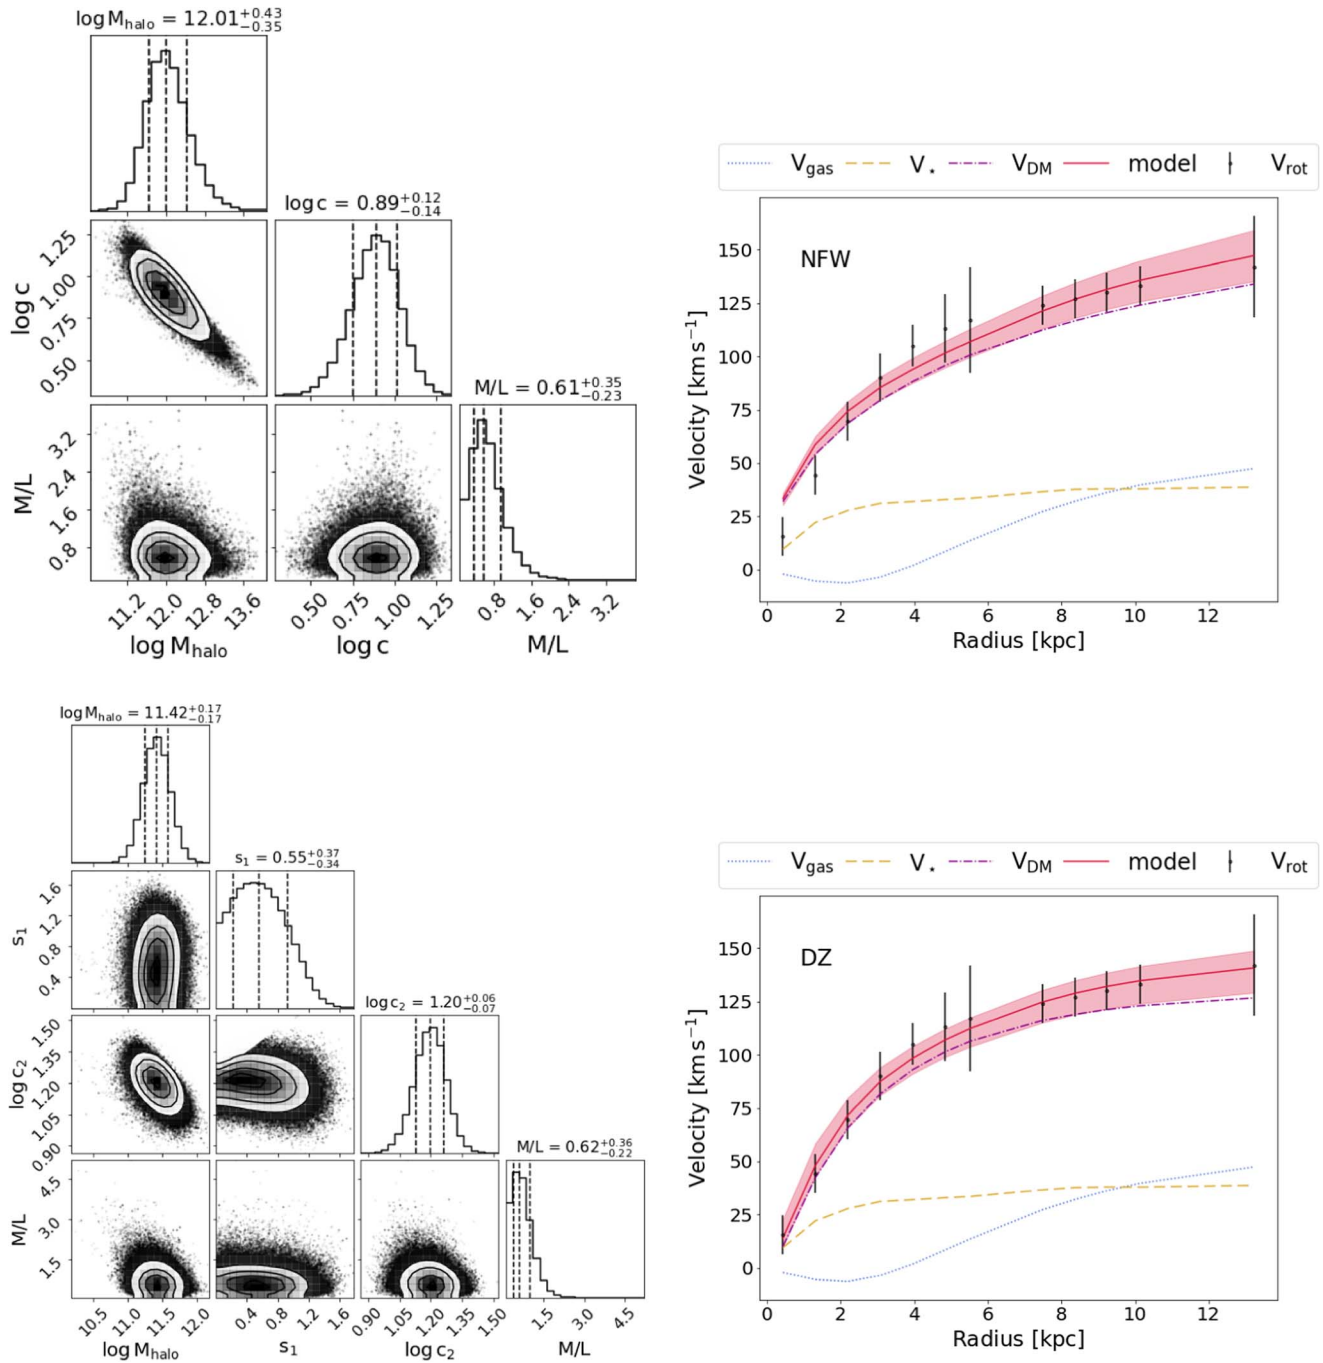 log M_halo = 12.01 +0.43 −0.35
log c = 0.89 +0.12 −0.14
M/L = 0.61 +0.35 −0.23
log c
1.25
1.00
0.75
0.50
M/L
3.2
2.4
1.6
0.8
11.2 12.0 12.8 13.6
0.50 0.75 1.00 1.25
0.8 1.6 2.4 3.2
log M_halo
log c
M/L
V_gas V_⋆ V_DM model V_rot
NFW
Velocity [km s⁻¹]
150
125
100
75
50
25
0
0 2 4 6 8 10 12
Radius [kpc]
log M_halo = 11.42 +0.17 −0.17
s₁ = 0.55 +0.37 −0.34
log c₂ = 1.20 +0.06 −0.07
M/L = 0.62 +0.36 −0.22
s₁
1.6
1.2
0.8
0.4
log c₂
1.50
1.35
1.20
1.05
0.90
M/L
4.5
3.0
1.5
10.5 11.0 11.5 12.0
0.4 0.8 1.2 1.6
0.90 1.05 1.20 1.35 1.50
1.5 3.0 4.5
log M_halo
s₁
log c₂
M/L
V_gas V_⋆ V_DM model V_rot
DZ
Velocity [km s⁻¹]
150
125
100
75
50
25
0
0 2 4 6 8 10 12
Radius [kpc]